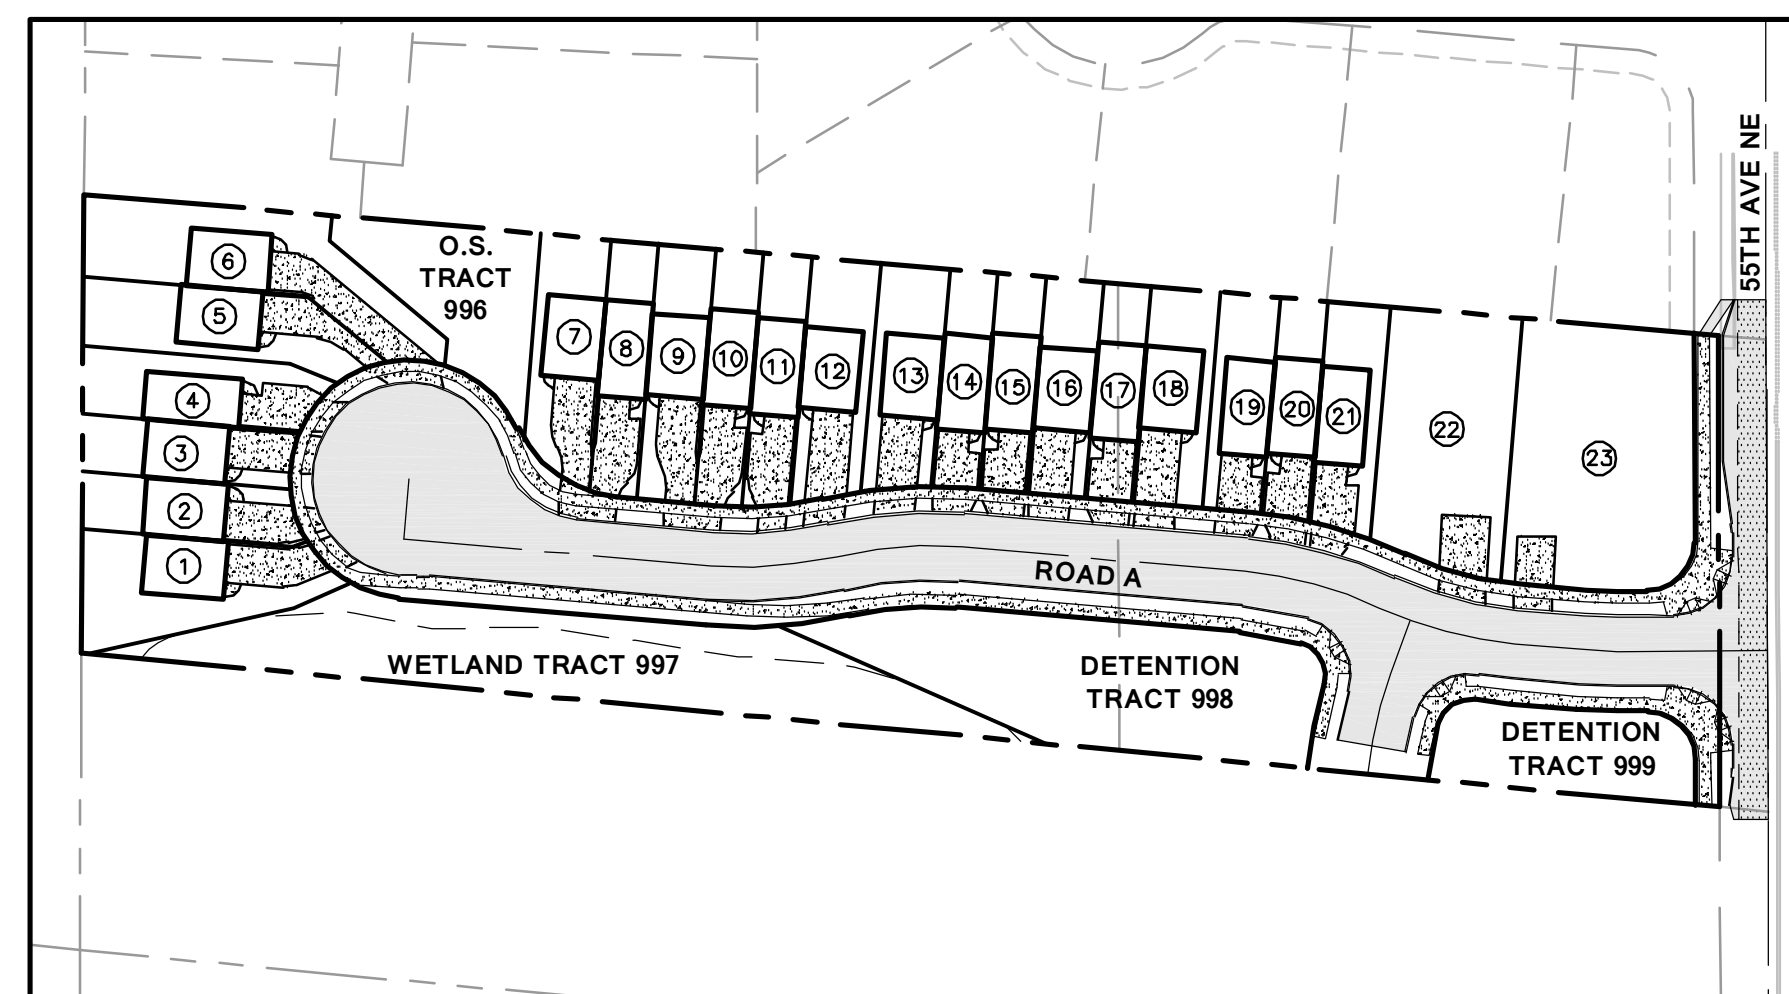 55TH AVE NE
O.S.
TRACT
996
6
5
4
3
2
1
7
8
9
10
11
12
13
14
15
16
17
18
19
20
21
22
23
ROAD A
WETLAND TRACT 997
DETENTION
TRACT 998
DETENTION
TRACT 999